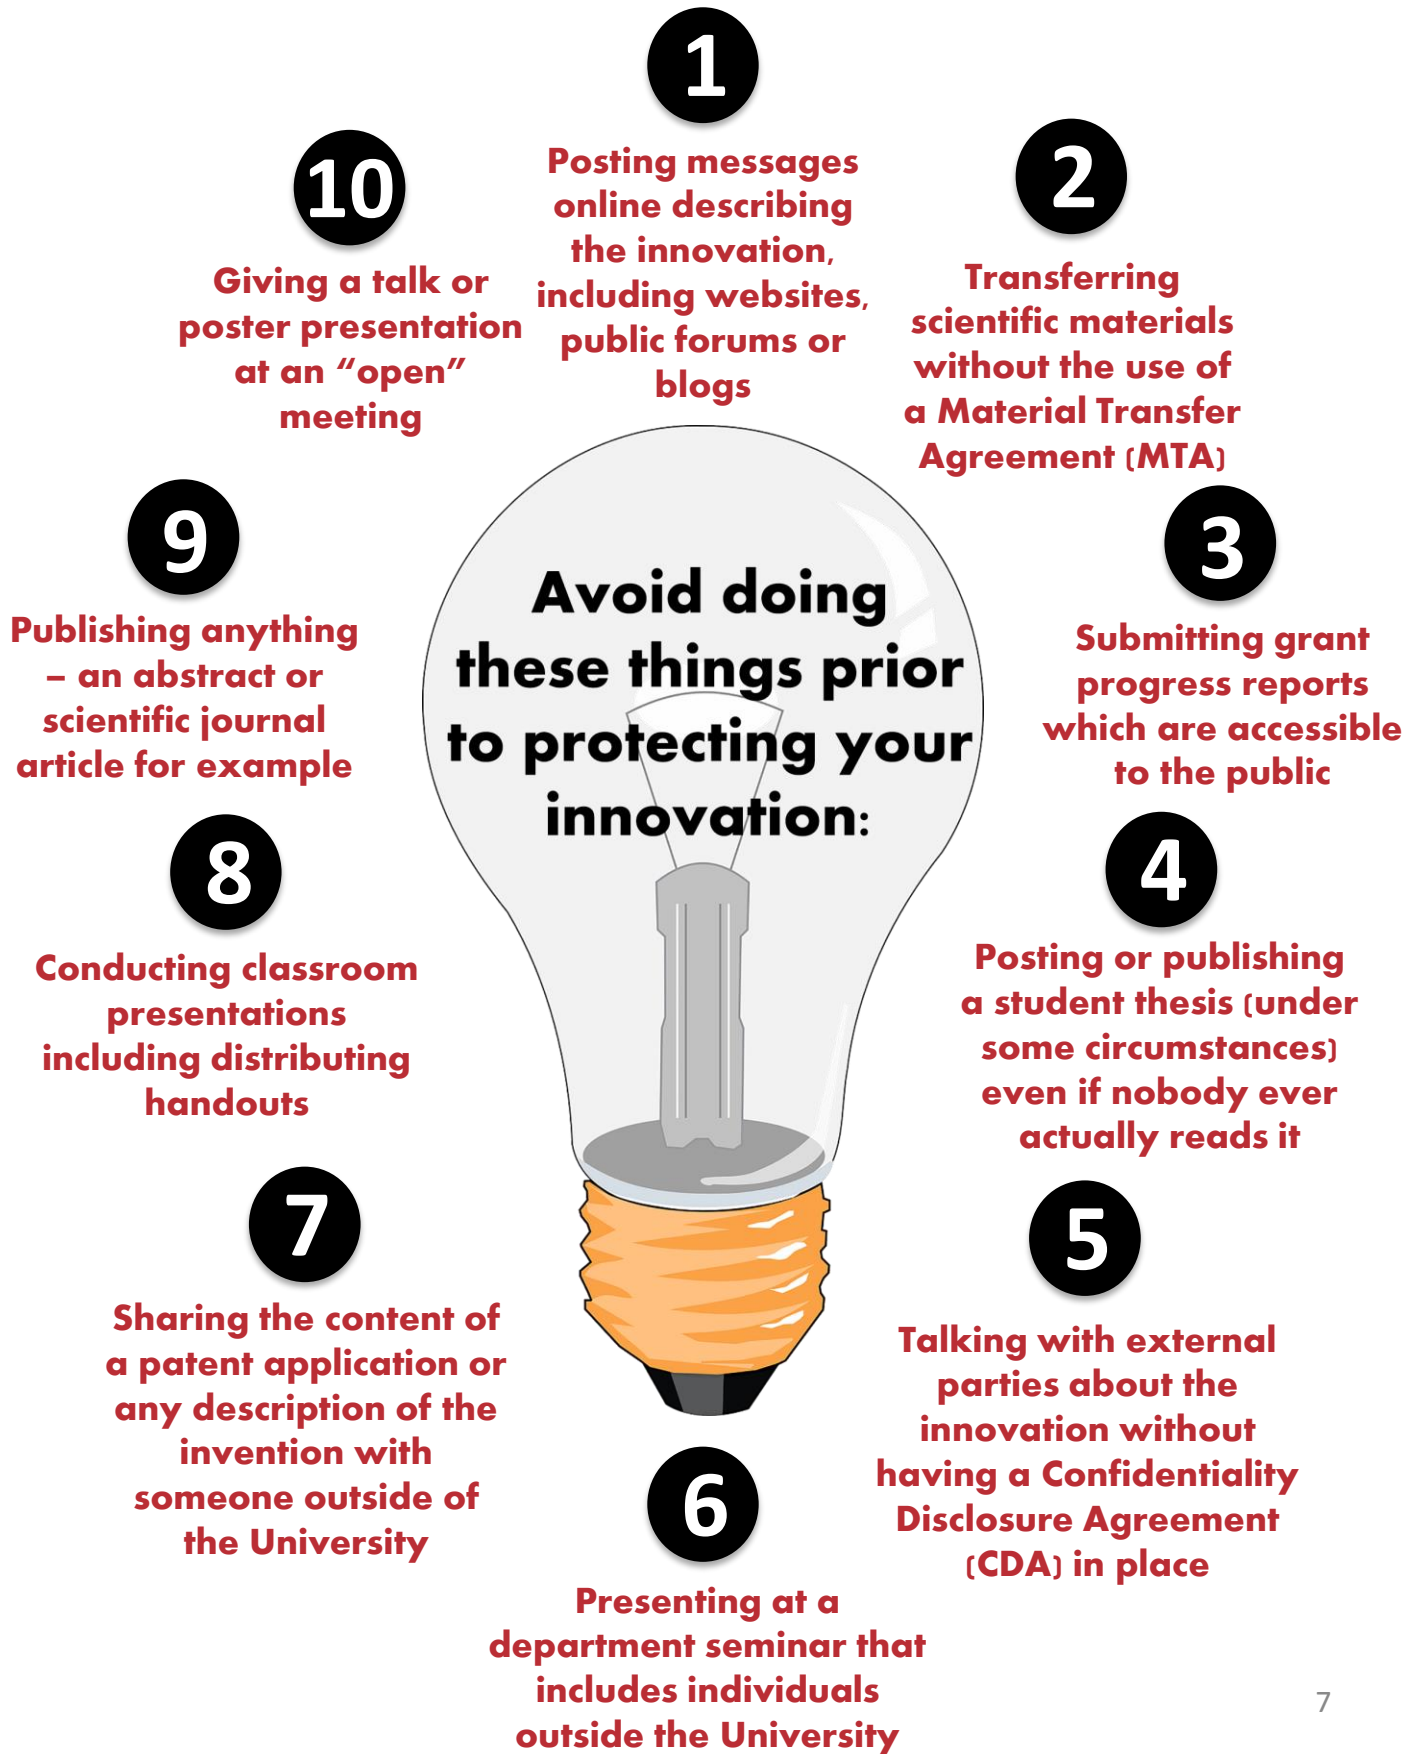 Avoid doing
these things prior
to protecting your
innovation:
1
Posting messages
online describing
the innovation,
including websites,
public forums or
blogs
2
Transferring
scientific materials
without the use of
a Material Transfer
Agreement (MTA)
3
Submitting grant
progress reports
which are accessible
to the public
4
Posting or publishing
a student thesis (under
some circumstances)
even if nobody ever
actually reads it
5
Talking with external
parties about the
innovation without
having a Confidentiality
Disclosure Agreement
(CDA) in place
6
Presenting at a
department seminar that
includes individuals
outside the University
7
Sharing the content of
a patent application or
any description of the
invention with
someone outside of
the University
8
Conducting classroom
presentations
including distributing
handouts
9
Publishing anything
– an abstract or
scientific journal
article for example
10
Giving a talk or
poster presentation
at an “open”
meeting
7